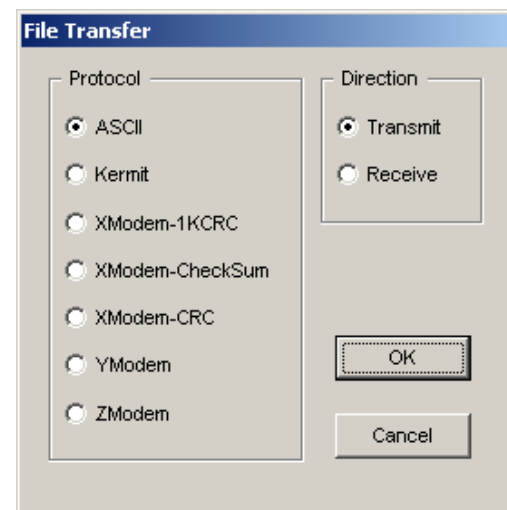 File Transfer
Protocol
ASCII
Kermit
XModem-1KCRC
XModem-CheckSum
XModem-CRC
YModem
ZModem
Direction
Transmit
Receive
OK
Cancel